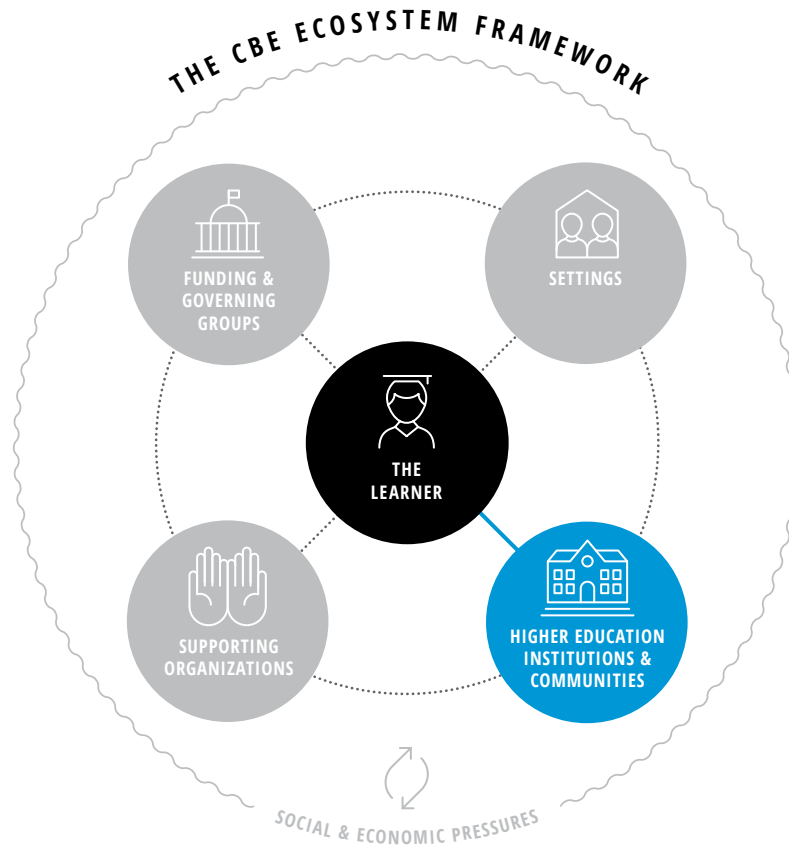 THE CBE ECOSYSTEM FRAMEWORK
FUNDING &
GOVERNING
GROUPS
SETTINGS
THE
LEARNER
SUPPORTING
ORGANIZATIONS
HIGHER EDUCATION
INSTITUTIONS &
COMMUNITIES
SOCIAL & ECONOMIC PRESSURES